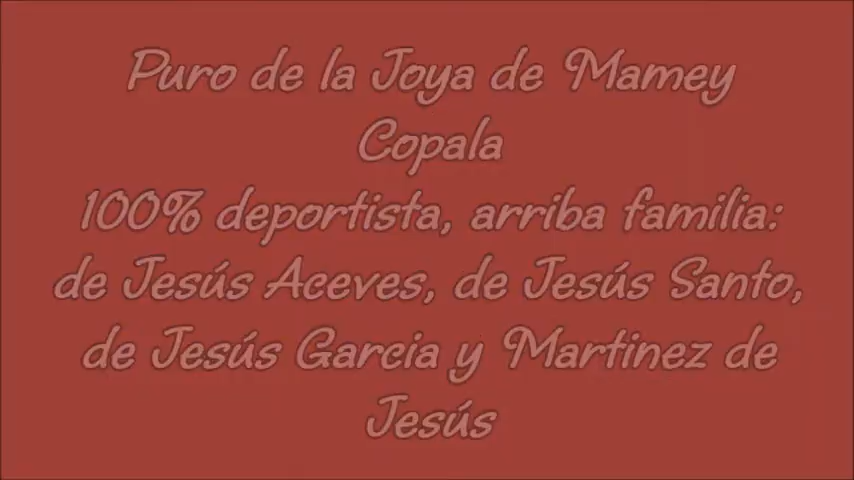 Puro de la Joya de Mamey
Copala
100% deportista, arriba familia:
de Jesús Aceves, de Jesús Santo,
de Jesús Garcia y Martinez de
Jesús